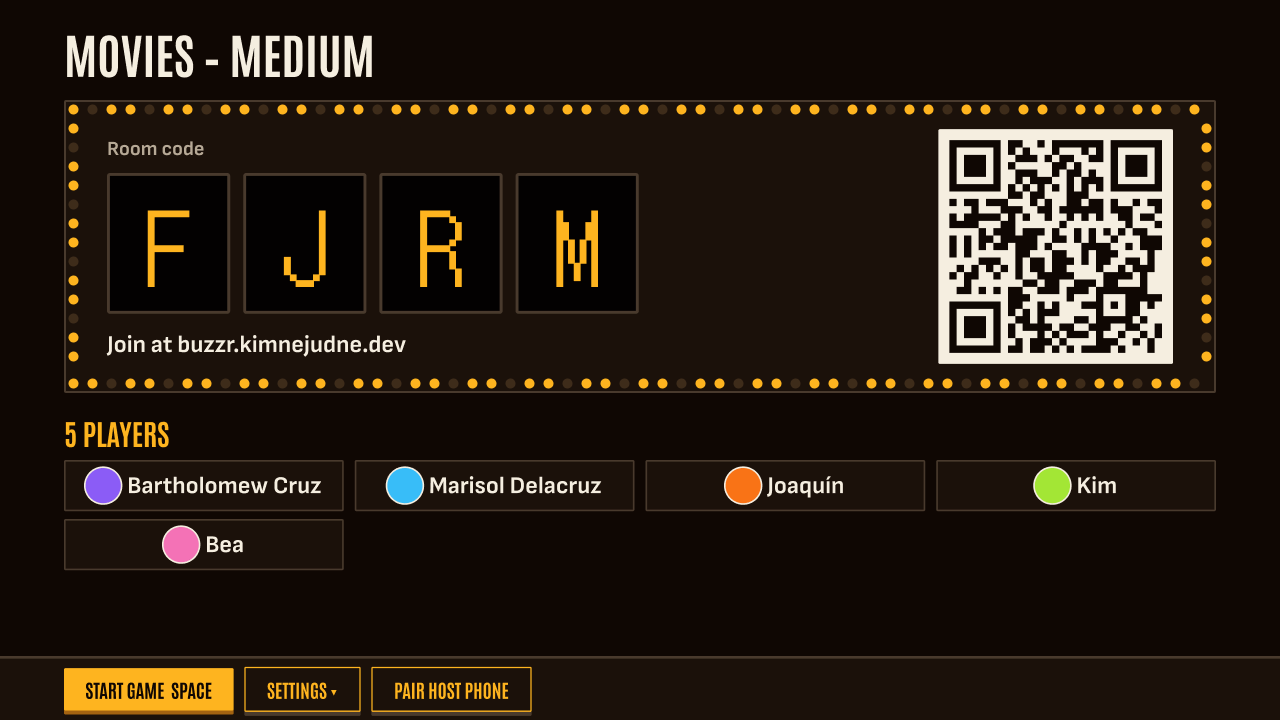 MOVIES - MEDIUM
Room code
F J R M
Join at buzzr.kimnejudne.dev
5 PLAYERS
Bartholomew Cruz
Marisol Delacruz
Joaquín
Kim
Bea
START GAME SPACE
SETTINGS ▾
PAIR HOST PHONE